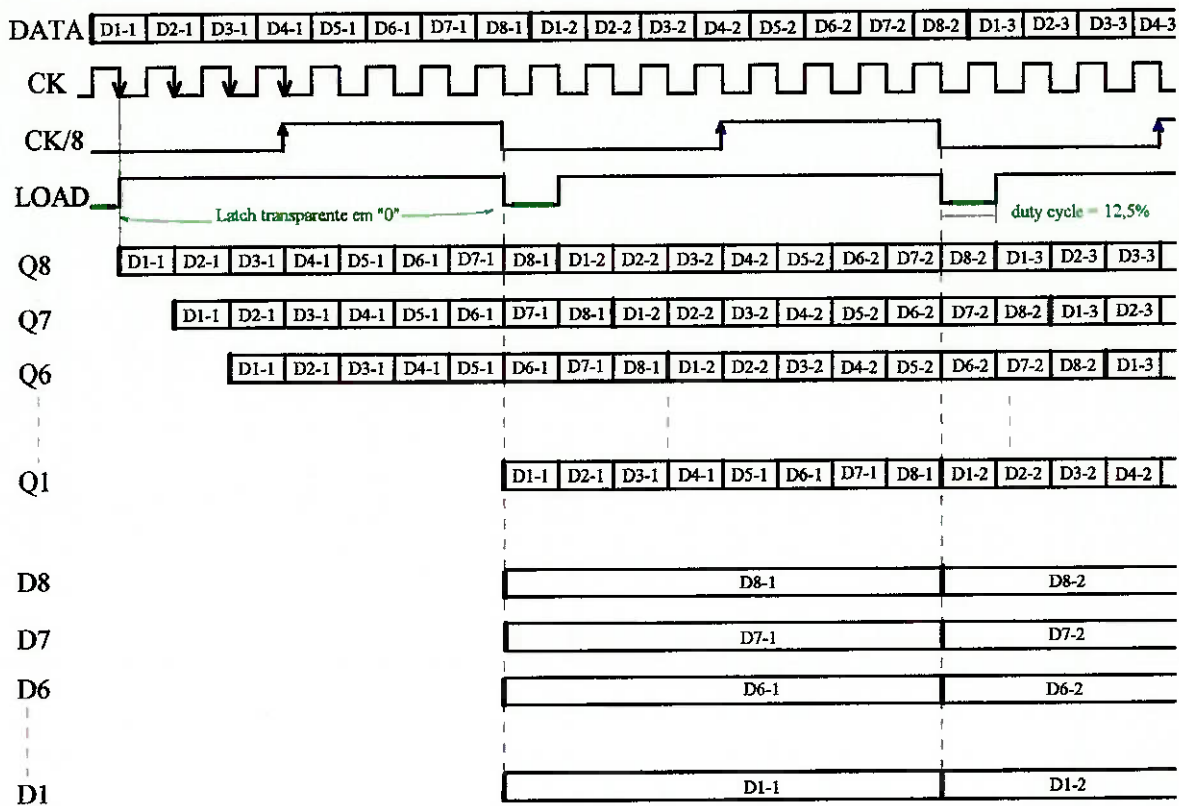 DATA D1-1 D2-1 D3-1 D4-1 D5-1 D6-1 D7-1 D8-1 D1-2 D2-2 D3-2 D4-2 D5-2 D6-2 D7-2 D8-2 D1-3 D2-3 D3-3 D4-3
CK
CK/8
LOAD
Latch transparente em "0"
duty cycle = 12,5%
Q8 D1-1 D2-1 D3-1 D4-1 D5-1 D6-1 D7-1 D8-1 D1-2 D2-2 D3-2 D4-2 D5-2 D6-2 D7-2 D8-2 D1-3 D2-3 D3-3
Q7 D1-1 D2-1 D3-1 D4-1 D5-1 D6-1 D7-1 D8-1 D1-2 D2-2 D3-2 D4-2 D5-2 D6-2 D7-2 D8-2 D1-3 D2-3
Q6 D1-1 D2-1 D3-1 D4-1 D5-1 D6-1 D7-1 D8-1 D1-2 D2-2 D3-2 D4-2 D5-2 D6-2 D7-2 D8-2 D1-3
Q1 D1-1 D2-1 D3-1 D4-1 D5-1 D6-1 D7-1 D8-1 D1-2 D2-2 D3-2 D4-2
D8 D8-1 D8-2
D7 D7-1 D7-2
D6 D6-1 D6-2
D1 D1-1 D1-2